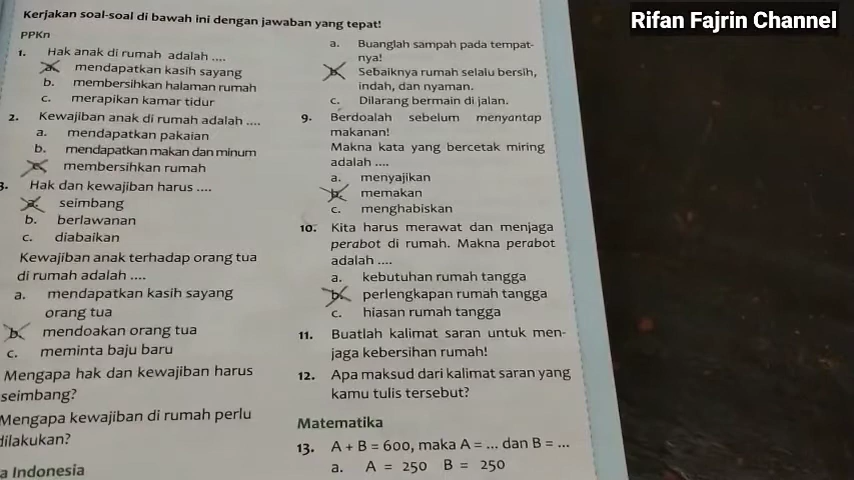 Rifan Fajrin Channel
Kerjakan soal-soal di bawah ini dengan jawaban yang tepat!
PPKn
1. Hak anak di rumah adalah ....
a. mendapatkan kasih sayang
b. membersihkan halaman rumah
c. merapikan kamar tidur
2. Kewajiban anak di rumah adalah ....
a. mendapatkan pakaian
b. mendapatkan makan dan minum
c. membersihkan rumah
3. Hak dan kewajiban harus ....
a. seimbang
b. berlawanan
c. diabaikan
Kewajiban anak terhadap orang tua
di rumah adalah ....
a. mendapatkan kasih sayang
orang tua
b. mendoakan orang tua
c. meminta baju baru
Mengapa hak dan kewajiban harus
seimbang?
Mengapa kewajiban di rumah perlu
dilakukan?
a Indonesia
a. Buanglah sampah pada tempat-
nya!
b. Sebaiknya rumah selalu bersih,
indah, dan nyaman.
c. Dilarang bermain di jalan.
9. Berdoalah sebelum menyantap
makanan!
Makna kata yang bercetak miring
adalah ....
a. menyajikan
b. memakan
c. menghabiskan
10. Kita harus merawat dan menjaga
perabot di rumah. Makna perabot
adalah ....
a. kebutuhan rumah tangga
b. perlengkapan rumah tangga
c. hiasan rumah tangga
11. Buatlah kalimat saran untuk men-
jaga kebersihan rumah!
12. Apa maksud dari kalimat saran yang
kamu tulis tersebut?
Matematika
13. A + B = 600, maka A = ... dan B = ...
a. A = 250 B = 250